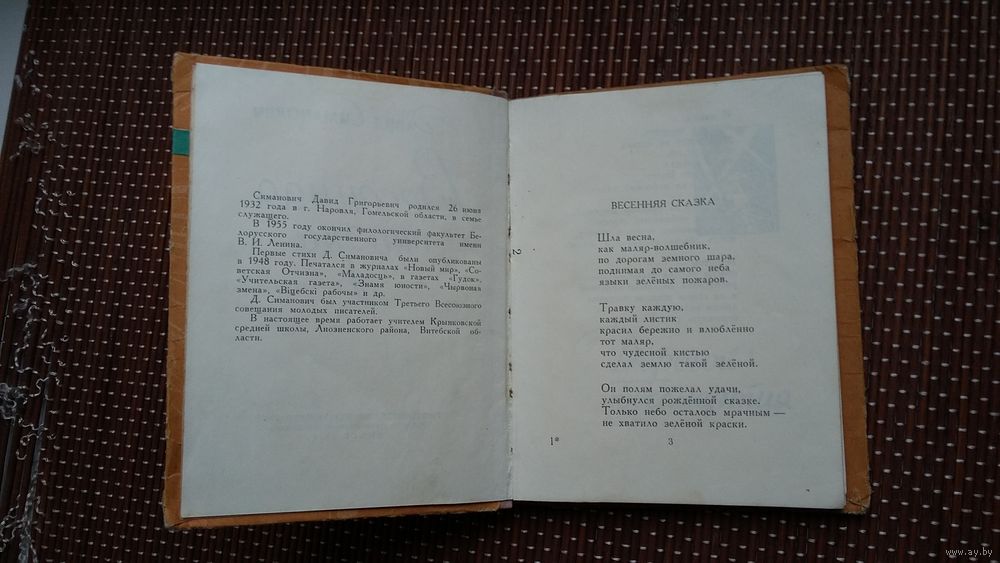 Симанович Давид Григорьевич родился 26 июня
1932 года в г. Наровля, Гомельской области, в семье
служащего.
В 1955 году окончил филологический факультет Бе-
лорусского государственного университета имени
В. И. Ленина.
Первые стихи Д. Симановича были опубликованы
в 1948 году. Печатался в журналах «Новый мир», «Со-
ветская Отчизна», «Маладосць», в газетах «Гудок»,
«Учительская газета», «Знамя юности», «Чырвоная
змена», «Віцебскі рабочы» и др.
Д. Симанович был участником Третьего Всесоюзного
совещания молодых писателей.
В настоящее время работает учителем Крынковской
средней школы, Лиозненского района, Витебской об-
ласти.
2
ВЕСЕННЯЯ СКАЗКА
Шла весна,
как маляр-волшебник,
по дорогам земного шара,
поднимая до самого неба
языки зелёных пожаров.
Травку каждую,
каждый листик
красил бережно и влюблённо
тот маляр,
что чудесной кистью
сделал землю такой зелёной.
Он полям пожелал удачи,
улыбнулся рождённой сказке.
Только небо осталось мрачным —
не хватило зелёной краски.
1*
3
www.ay.by